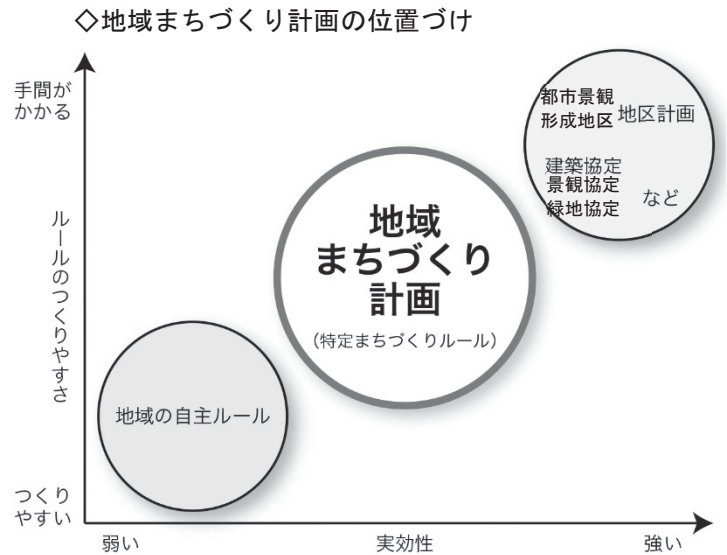 ◇地域まちづくり計画の位置づけ
手間が
かかる
ルールのつくりやすさ
つくり
やすい
弱い
実効性
強い
都市景観
形成地区
地区計画
建築協定
景観協定
緑地協定
など
地域
まちづくり
計画
（特定まちづくりルール）
地域の自主ルール